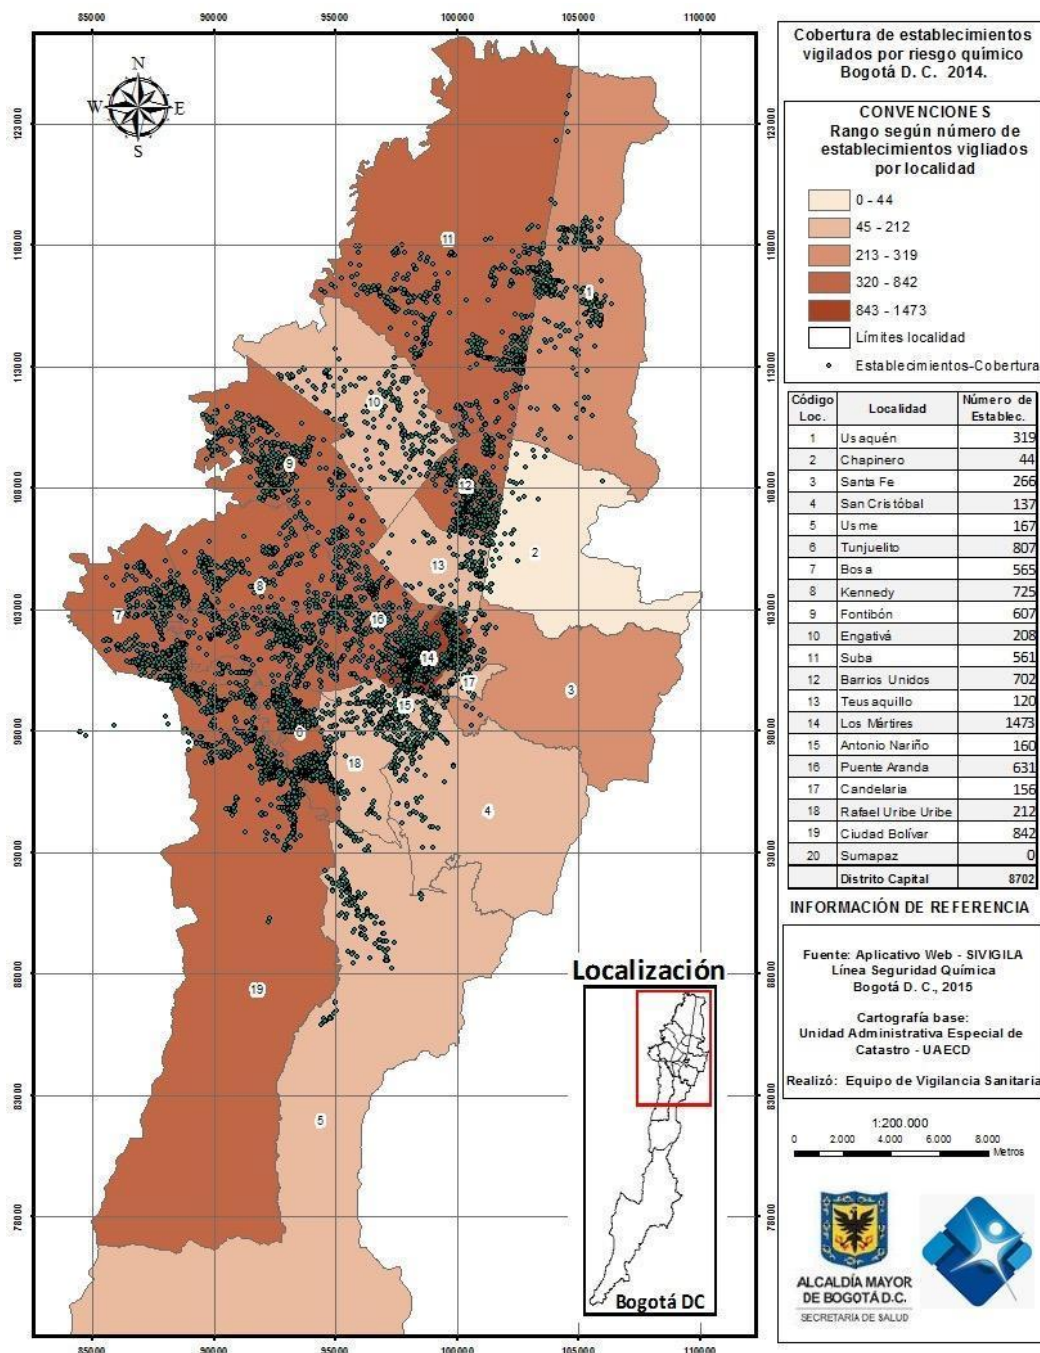 85000 90000 95000 100000 105000 110000
123000
118000
113000
108000
103000
98000
93000
88000
83000
78000
N
W E
S
11
1
10
9
12
2
13
8
7
16
14
17
3
15
6
18
4
19
5
Localización
Bogotá DC
85000 90000 95000 100000 105000 110000
Cobertura de establecimientos
vigilados por riesgo químico
Bogotá D. C. 2014.
CONVENCIONES
Rango según número de
establecimientos vigliados
por localidad
0 - 44
45 - 212
213 - 319
320 - 842
843 - 1473
Límites localidad
Establecimientos-Cobertura
Código Loc. Localidad Número de Establec.
1 Usaquén 319
2 Chapinero 44
3 Santa Fe 266
4 San Cristóbal 137
5 Usme 167
6 Tunjuelito 807
7 Bosa 565
8 Kennedy 725
9 Fontibón 607
10 Engativá 208
11 Suba 561
12 Barrios Unidos 702
13 Teusaquillo 120
14 Los Mártires 1473
15 Antonio Nariño 160
16 Puente Aranda 631
17 Candelaria 156
18 Rafael Uribe Uribe 212
19 Ciudad Bolívar 842
20 Sumapaz 0
Distrito Capital 8702
INFORMACIÓN DE REFERENCIA
Fuente: Aplicativo Web - SIVIGILA
Línea Seguridad Química
Bogotá D. C., 2015
Cartografía base:
Unidad Administrativa Especial de
Catastro - UAECD
Realizó: Equipo de Vigilancia Sanitaria
1:200.000
0 2.000 4.000 6.000 8.000
Metros
ALCALDÍA MAYOR
DE BOGOTÁ D.C.
SECRETARÍA DE SALUD